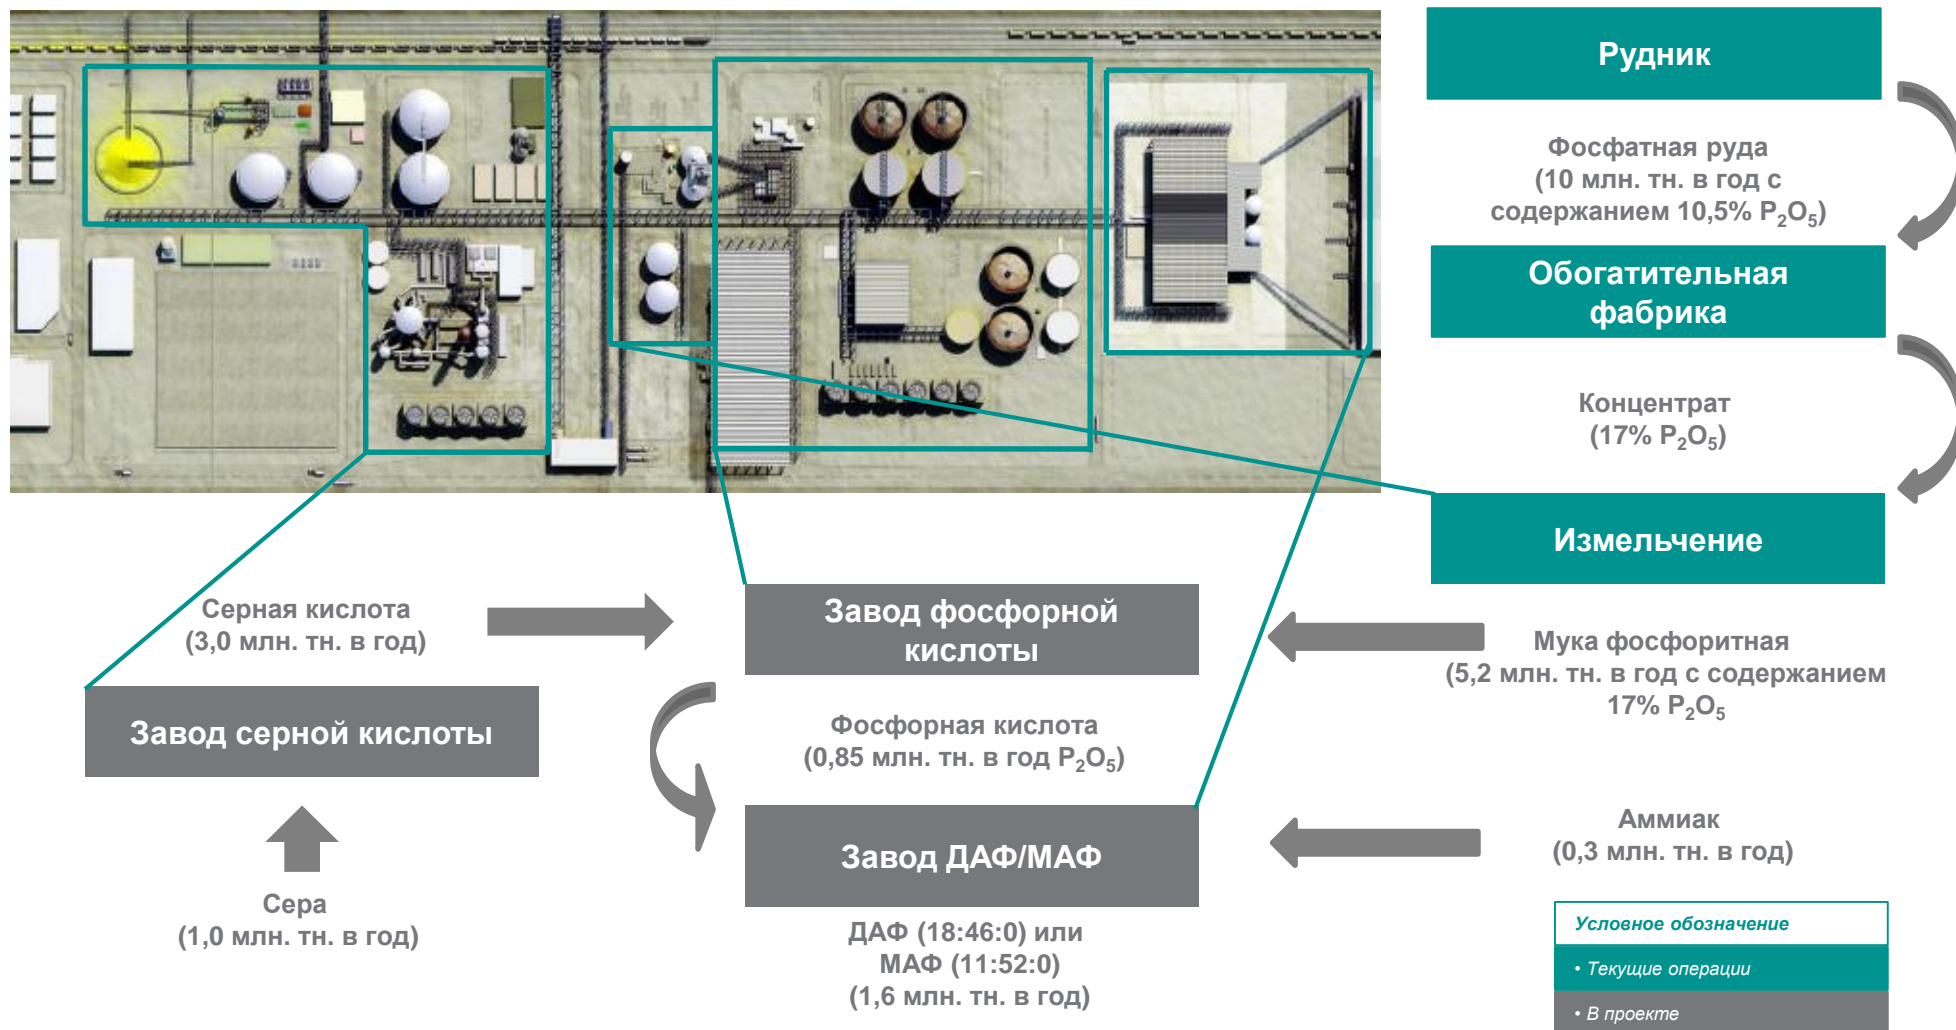 Рудник
Фосфатная руда
(10 млн. тн. в год с
содержанием 10,5% P₂O₅)
Обогатительная
фабрика
Концентрат
(17% P₂O₅)
Измельчение
Мука фосфоритная
(5,2 млн. тн. в год с содержанием
17% P₂O₅
Серная кислота
(3,0 млн. тн. в год)
Завод фосфорной
кислоты
Завод серной кислоты
Фосфорная кислота
(0,85 млн. тн. в год P₂O₅)
Завод ДАФ/МАФ
Аммиак
(0,3 млн. тн. в год)
Сера
(1,0 млн. тн. в год)
ДАФ (18:46:0) или
МАФ (11:52:0)
(1,6 млн. тн. в год)
Условное обозначение
• Текущие операции
• В проекте